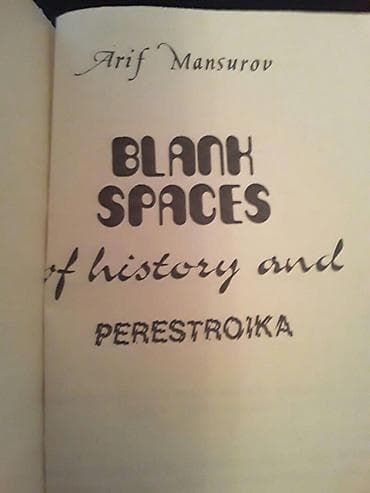 Arif Mansurov
BLANK
SPACES
of history and
PERESTROIKA